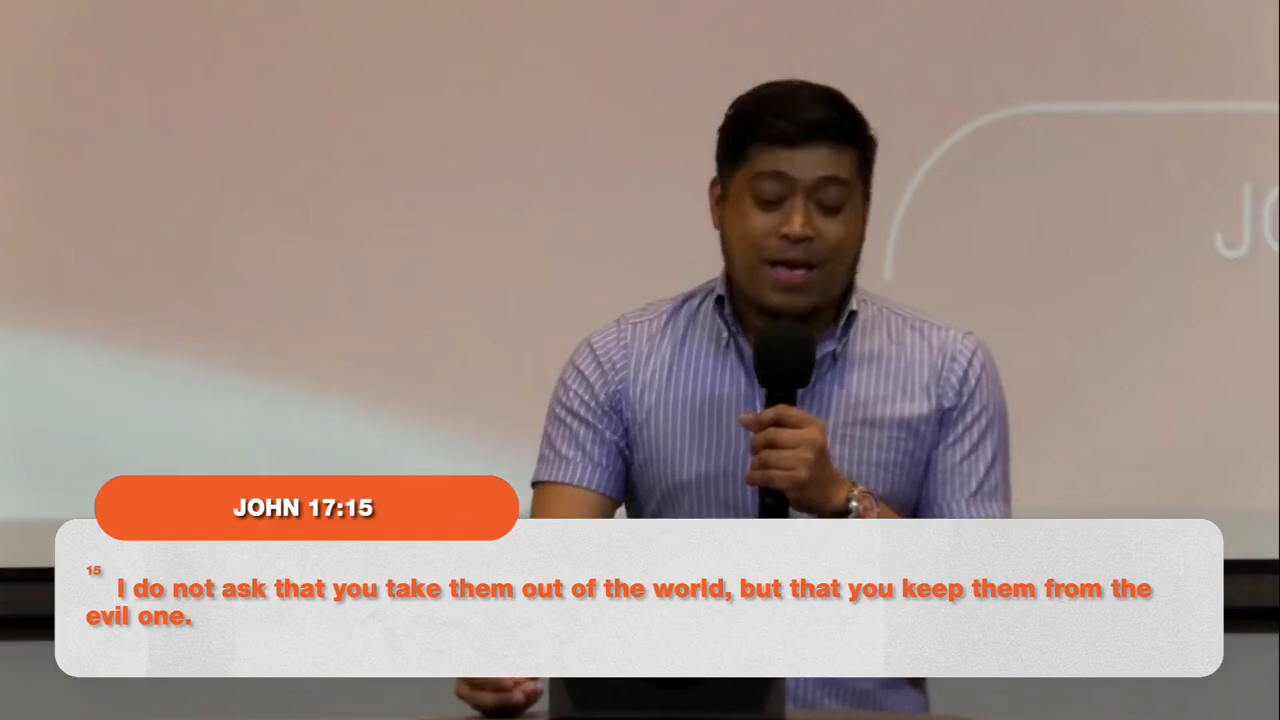 JO
JOHN 17:15
15 I do not ask that you take them out of the world, but that you keep them from the
evil one.